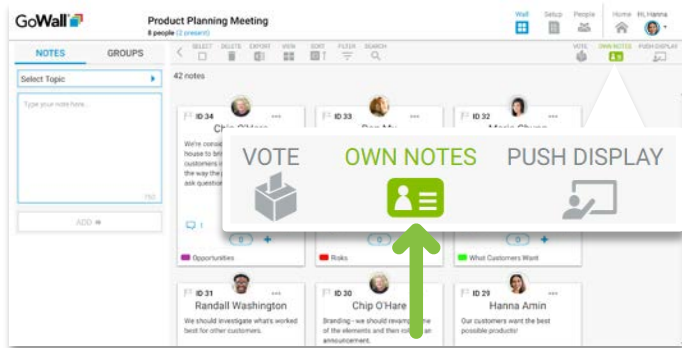 GoWall
Product Planning Meeting
8 people (2 present)
Wall Setup People Home Hi, Hanna
NOTES GROUPS
SELECT DELETE EXPORT VIEW SORT FILTER SEARCH
VOTE OWN NOTES PUSH DISPLAY
Select Topic
42 notes
Type your note here...
750
ADD
ID 34
ID 33
ID 32
We're
house to
customers
the way the
ask question
VOTE OWN NOTES PUSH DISPLAY
1
0 + 0 0 +
Opportunities
Risks
What Customers Want
ID 31
Randall Washington
We should investigate what's worked
best for other customers.
ID 30
Chip O'Hare
Branding - we should revamp
of the elements and then
announcement.
ID 29
Hanna Amin
Our customers want the best
possible products!